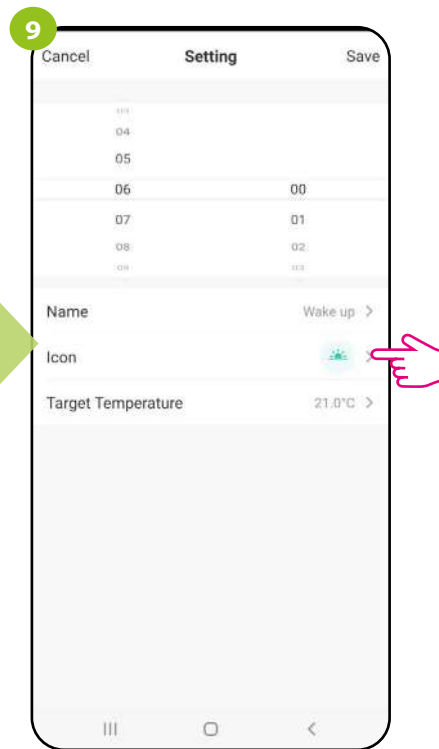 9
Cancel Setting Save
04
05
06 00
07 01
08 02
Name Wake up >
Icon >
Target Temperature 21.0°C >